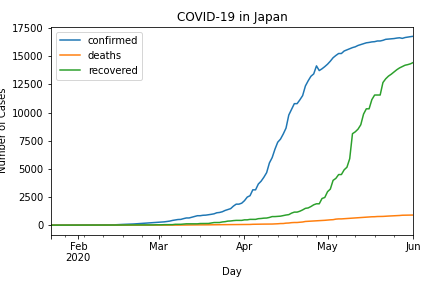 COVID-19 in Japan
17500
15000
12500
10000
7500
5000
2500
0
Number of Cases
confirmed
deaths
recovered
Feb
2020
Mar
Apr
May
Jun
Day